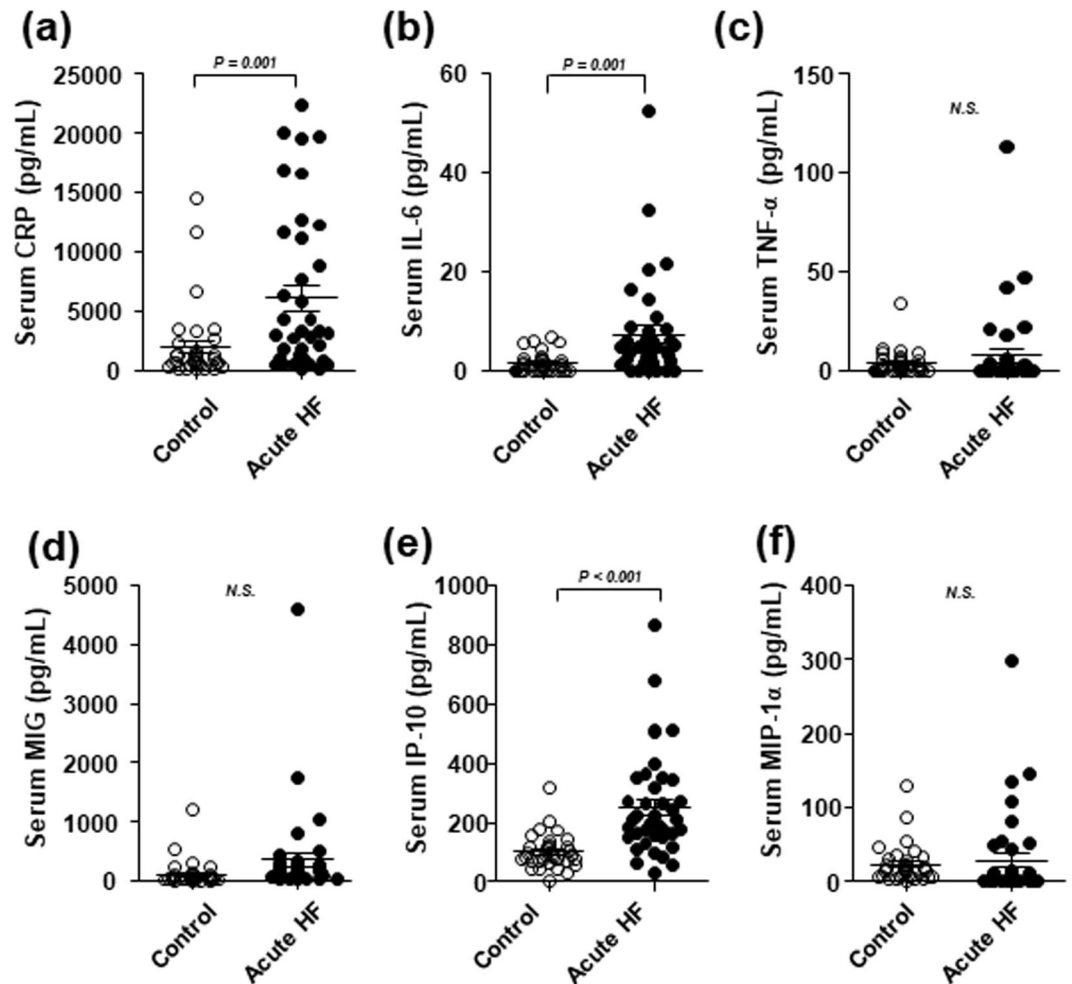 (a)
P = 0.001
Serum CRP (pg/mL)
25000
20000
15000
10000
5000
0
Control
Acute HF
(b)
P = 0.001
Serum IL-6 (pg/mL)
60
40
20
0
Control
Acute HF
(c)
N.S.
Serum TNF-α (pg/mL)
150
100
50
0
Control
Acute HF
(d)
N.S.
Serum MIG (pg/mL)
5000
4000
3000
2000
1000
0
Control
Acute HF
(e)
P < 0.001
Serum IP-10 (pg/mL)
1000
800
600
400
200
0
Control
Acute HF
(f)
N.S.
Serum MIP-1α (pg/mL)
400
300
200
100
0
Control
Acute HF